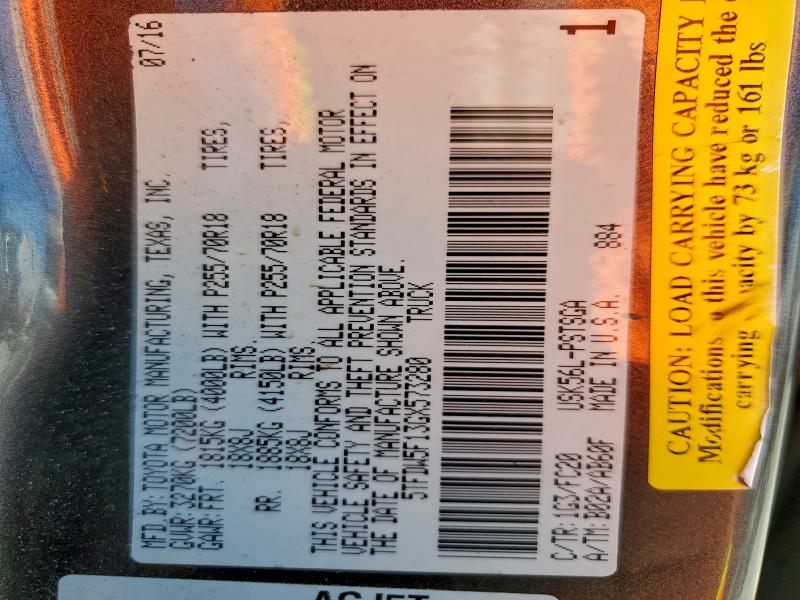 MFD. BY: TOYOTA MOTOR MANUFACTURING, TEXAS, INC. 07/16
GVWR 3270KG (7200LB)
GAWR FRT. 1815KG (4000LB) WITH P255/70R18 TIRES,
18X8J RIMS
RR. 1885KG (4150LB) WITH P255/70R18 TIRES,
18X8J RIMS
THIS VEHICLE CONFORMS TO ALL APPLICABLE FEDERAL MOTOR
VEHICLE SAFETY AND THEFT PREVENTION STANDARDS IN EFFECT ON
THE DATE OF MANUFACTURE SHOWN ABOVE.
5TFDW5F13GX573280 TRUCK
C/TR: 1G3/FC20 USK56L-PSTSGA
A/TM: B02A/AB60F MADE IN U.S.A. 884
1
CAUTION: LOAD CARRYING CAPACITY
Modifications this vehicle have reduced the
carrying by 73 kg or 161 lbs